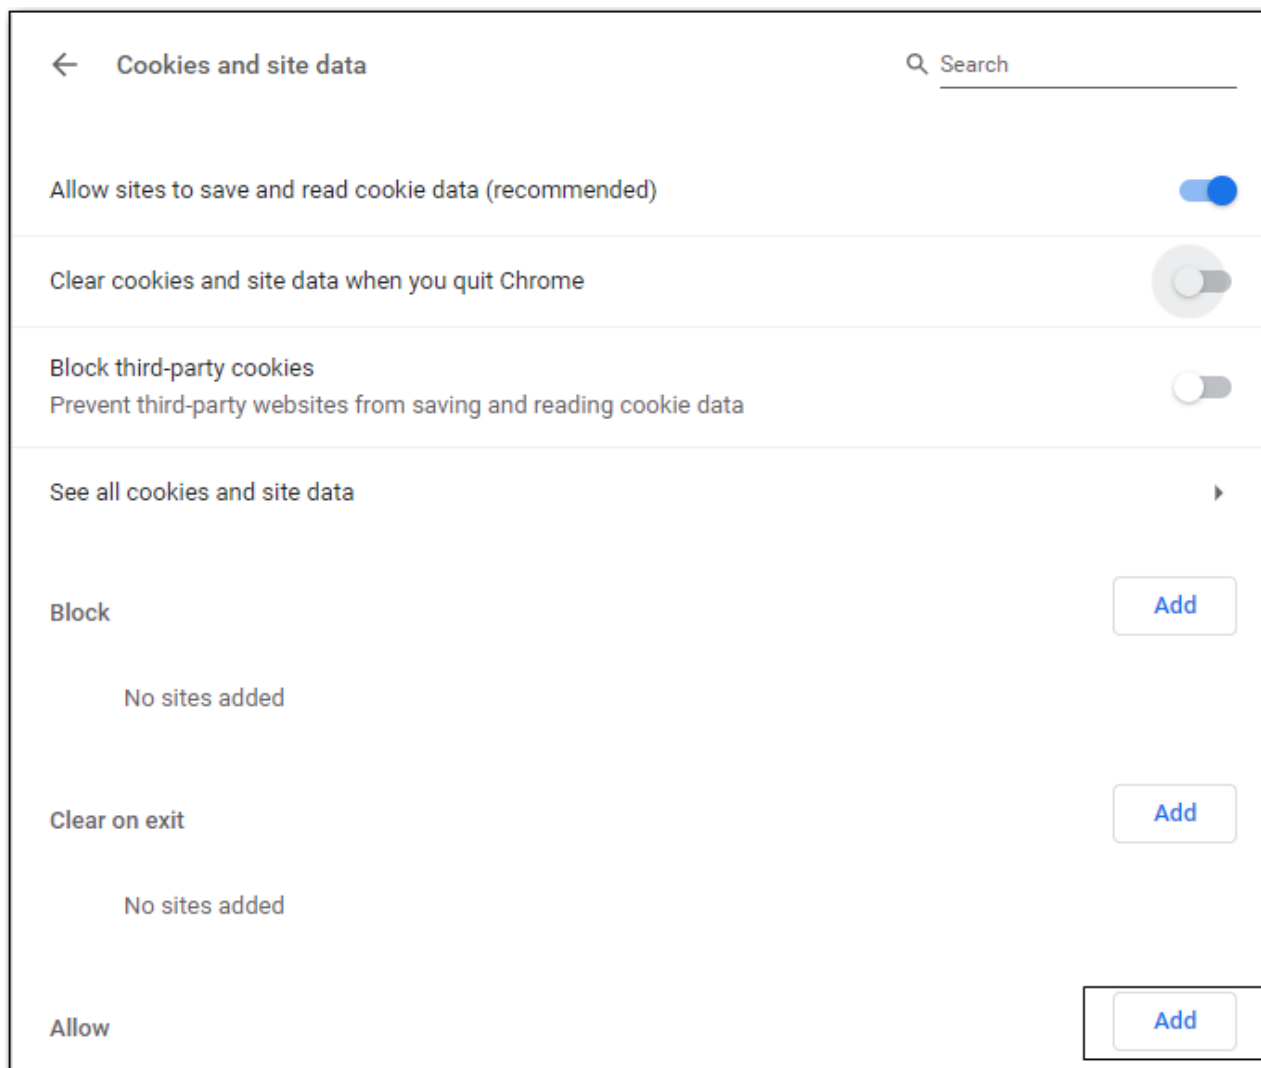 Cookies and site data
Search
Allow sites to save and read cookie data (recommended)
Clear cookies and site data when you quit Chrome
Block third-party cookies
Prevent third-party websites from saving and reading cookie data
See all cookies and site data
Block
Add
No sites added
Clear on exit
Add
No sites added
Allow
Add